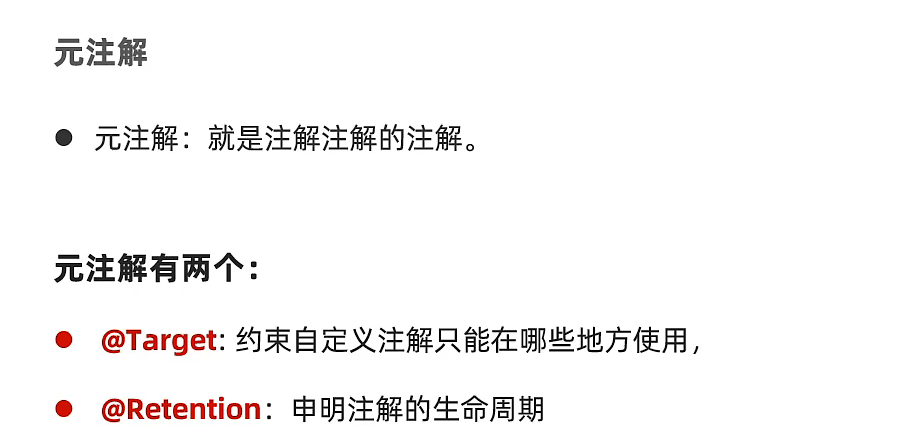 元注解
● 元注解：就是注解注解的注解。
元注解有两个：
● @Target: 约束自定义注解只能在哪些地方使用，
● @Retention：申明注解的生命周期